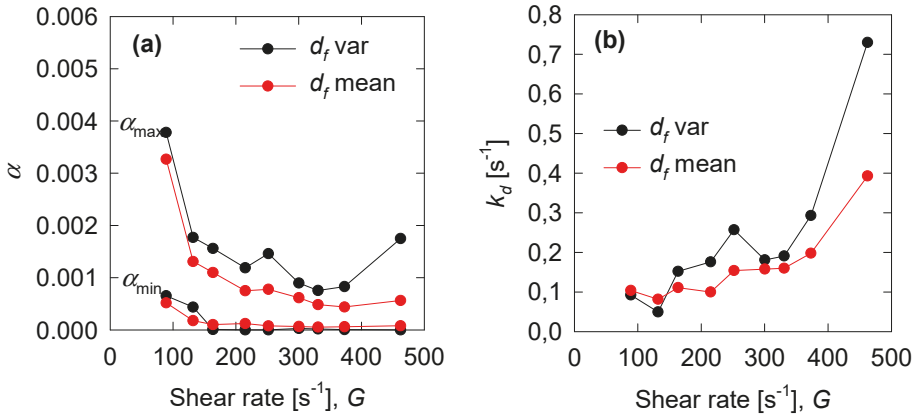 (a)
d_f var
d_f mean
α_max
α_min
0.006
0.005
0.004
0.003
0.002
0.001
0.000
α
0 100 200 300 400 500
Shear rate [s⁻¹], G
(b)
d_f var
d_f mean
0,8
0,7
0,6
0,5
0,4
0,3
0,2
0,1
0,0
k_d [s⁻¹]
0 100 200 300 400 500
Shear rate [s⁻¹], G